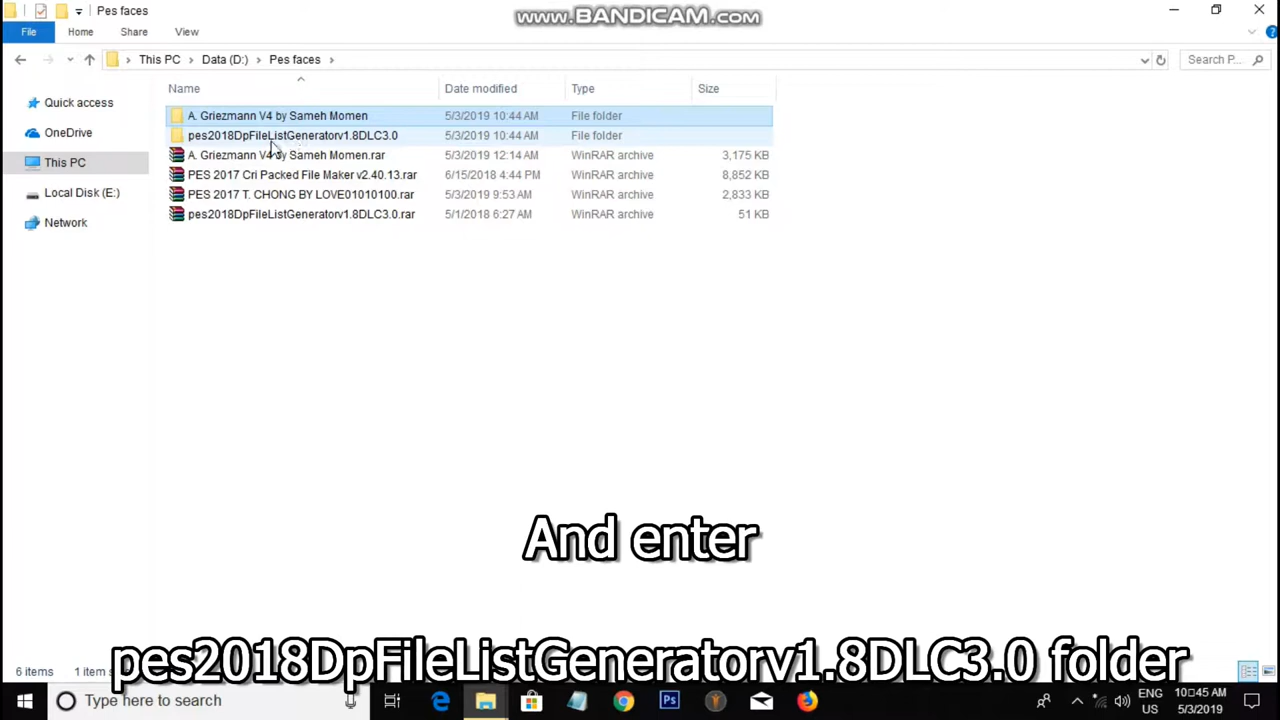 Pes faces
www.BANDICAM.com
File Home Share View
This PC Data (D:) Pes faces Search P...
Name Date modified Type Size
Quick access
OneDrive
This PC
Local Disk (E:)
Network
A. Griezmann V4 by Sameh Momen 5/3/2019 10:44 AM File folder
pes2018DpFileListGeneratorv1.8DLC3.0 5/3/2019 10:44 AM File folder
A. Griezmann V4 by Sameh Momen.rar 5/3/2019 12:14 AM WinRAR archive 3,175 KB
PES 2017 Cri Packed File Maker v2.40.13.rar 6/15/2018 4:44 PM WinRAR archive 8,852 KB
PES 2017 T. CHONG BY LOVE01010100.rar 5/3/2019 9:53 AM WinRAR archive 2,833 KB
pes2018DpFileListGeneratorv1.8DLC3.0.rar 5/1/2018 6:27 AM WinRAR archive 51 KB
And enter
pes2018DpFileListGeneratorv1.8DLC3.0 folder
6 items 1 item
Type here to search
ENG
US
10:45 AM
5/3/2019